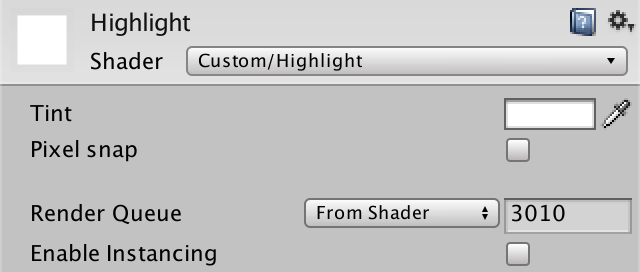 Highlight
Shader Custom/Highlight
Tint
Pixel snap
Render Queue From Shader 3010
Enable Instancing